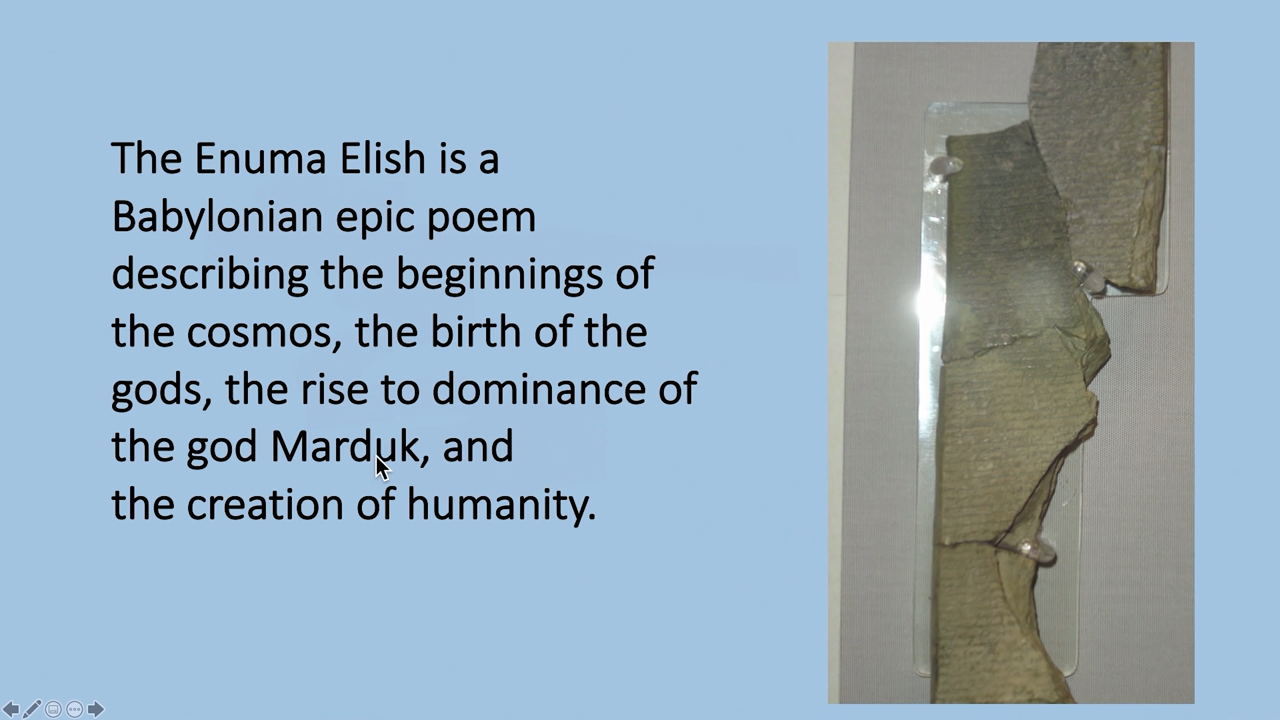 The Enuma Elish is a
Babylonian epic poem
describing the beginnings of
the cosmos, the birth of the
gods, the rise to dominance of
the god Marduk, and
the creation of humanity.